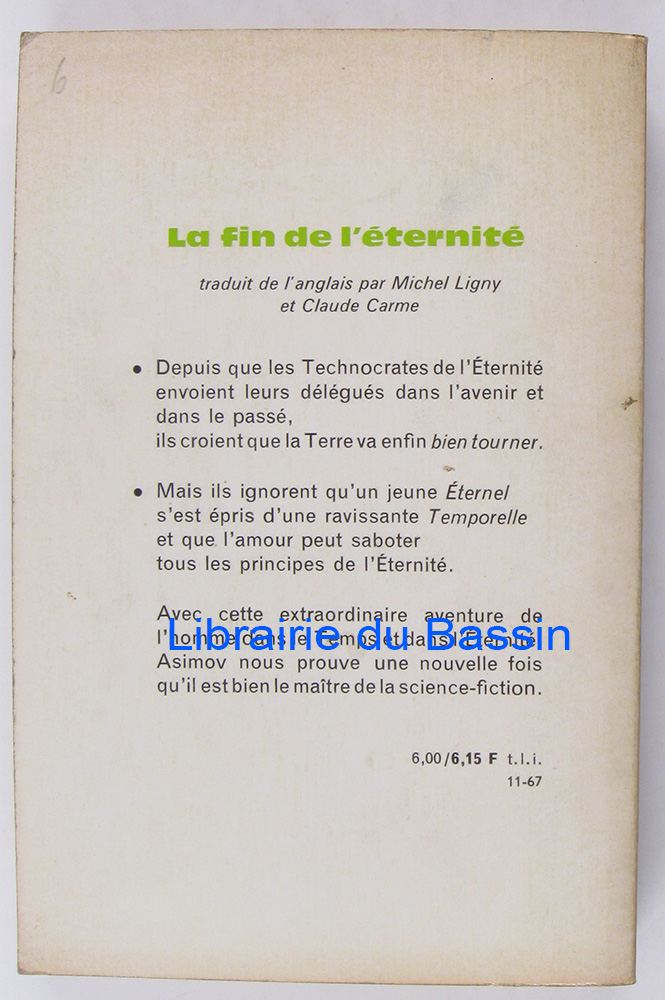 6
La fin de l'éternité
traduit de l'anglais par Michel Ligny
et Claude Carme
• Depuis que les Technocrates de l'Éternité
envoient leurs délégués dans l'avenir et
dans le passé,
ils croient que la Terre va enfin bien tourner.
• Mais ils ignorent qu'un jeune Éternel
s'est épris d'une ravissante Temporelle
et que l'amour peut saboter
tous les principes de l'Éternité.
Avec cette extraordinaire aventure de
l'homme dans le Temps et dans l'Éternité
Librairie du Bassin
Asimov nous prouve une nouvelle fois
qu'il est bien le maître de la science-fiction.
6,00/6,15 F t.l.i.
11-67